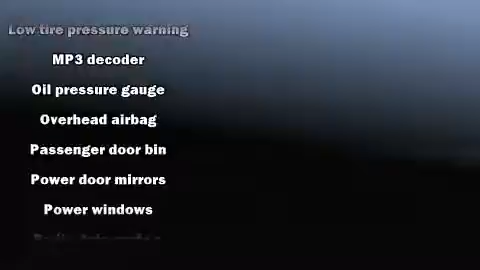 Low tire pressure warning
MP3 decoder
Oil pressure gauge
Overhead airbag
Passenger door bin
Power door mirrors
Power windows